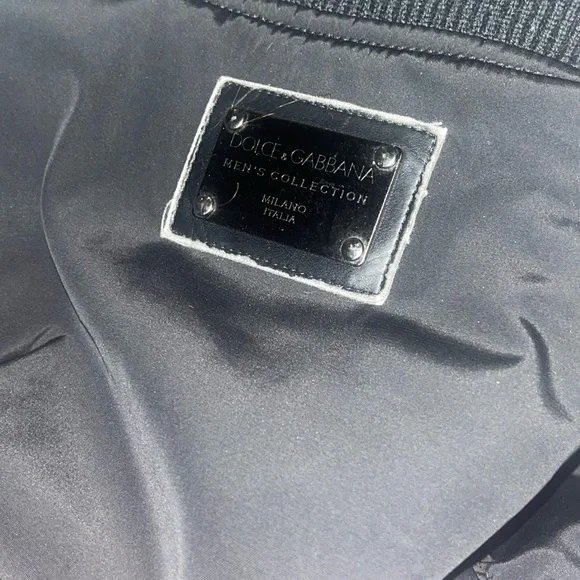 DOLCE & GABBANA
MEN'S COLLECTION
MILANO
ITALIA